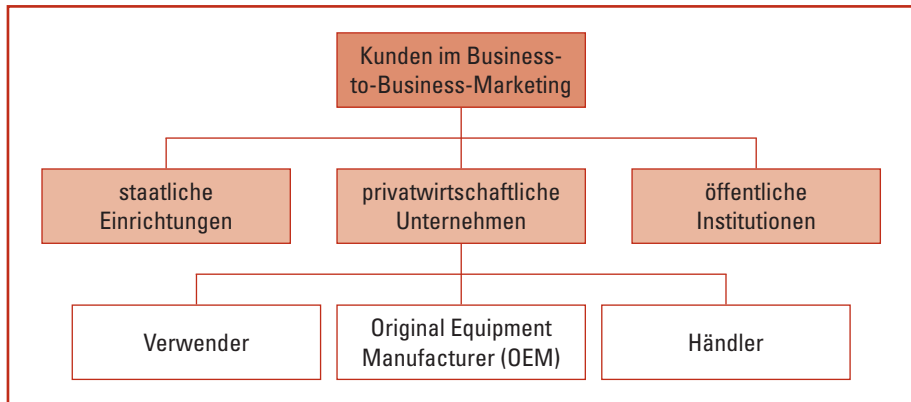 Kunden im Business-
to-Business-Marketing
staatliche
Einrichtungen
privatwirtschaftliche
Unternehmen
öffentliche
Institutionen
Verwender
Original Equipment
Manufacturer (OEM)
Händler